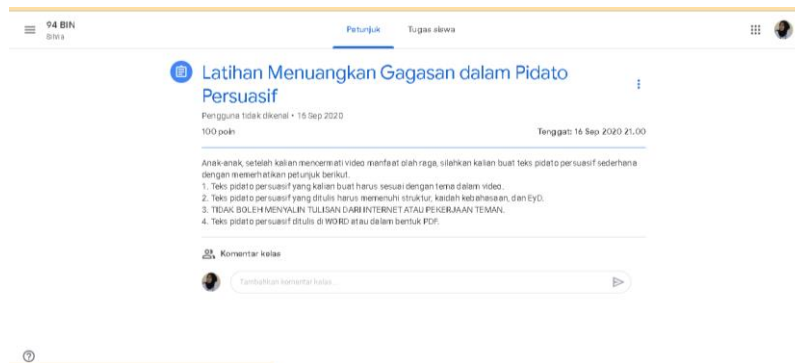 94 BIN
Petunjuk
Tugas siswa
Latihan Menuangkan Gagasan dalam Pidato
Persuasif
Pengguna tidak dikenal • 16 Sep 2020
100 poin
Tenggat: 16 Sep 2020 21.00
Anak-anak, setelah kalian mencermati video manfaat olah raga, silahkan kalian buat teks pidato persuasif sederhana
dengan memerhatikan petunjuk berikut.
1. Teks pidato persuasif yang kalian buat harus sesuai dengan tema dalam video.
2. Teks pidato persuasif yang ditulis harus memenuhi struktur, kaidah kebahasaan, dan EyD.
3. TIDAK BOLEH MENYALIN TULISAN DARI INTERNET ATAU PEKERJAAN TEMAN.
4. Teks pidato persuasif ditulis di WORD atau dalam bentuk PDF.
Komentar kelas
Tambahkan komentar kelas...